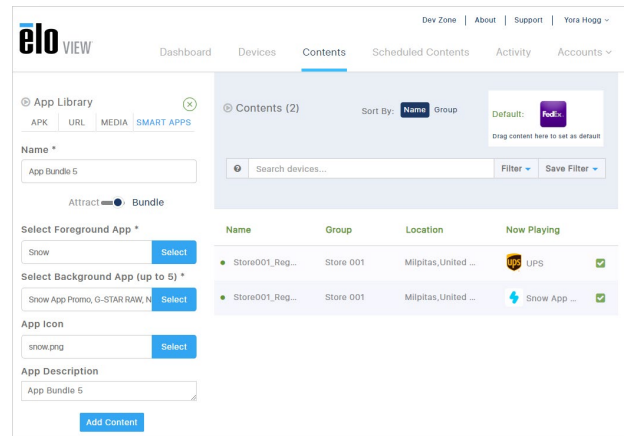 Dev Zone About Support Yora Hogg
ēlo VIEW
Dashboard Devices Contents Scheduled Contents Activity Accounts
App Library
APK URL MEDIA SMART APPS
Name *
App Bundle 5
Attract Bundle
Select Foreground App *
Snow Select
Select Background App (up to 5) *
Snow App Promo, G-STAR RAW, N Select
App Icon
snow.png Select
App Description
App Bundle 5
Add Content
Contents (2) Sort By: Name Group
Default: FedEx
Drag content here to set as default
? Search devices... Filter Save Filter
Name Group Location Now Playing
Store001_Reg... Store 001 Milpitas,United ... ups UPS
Store001_Reg... Store 001 Milpitas,United ... Snow App ...